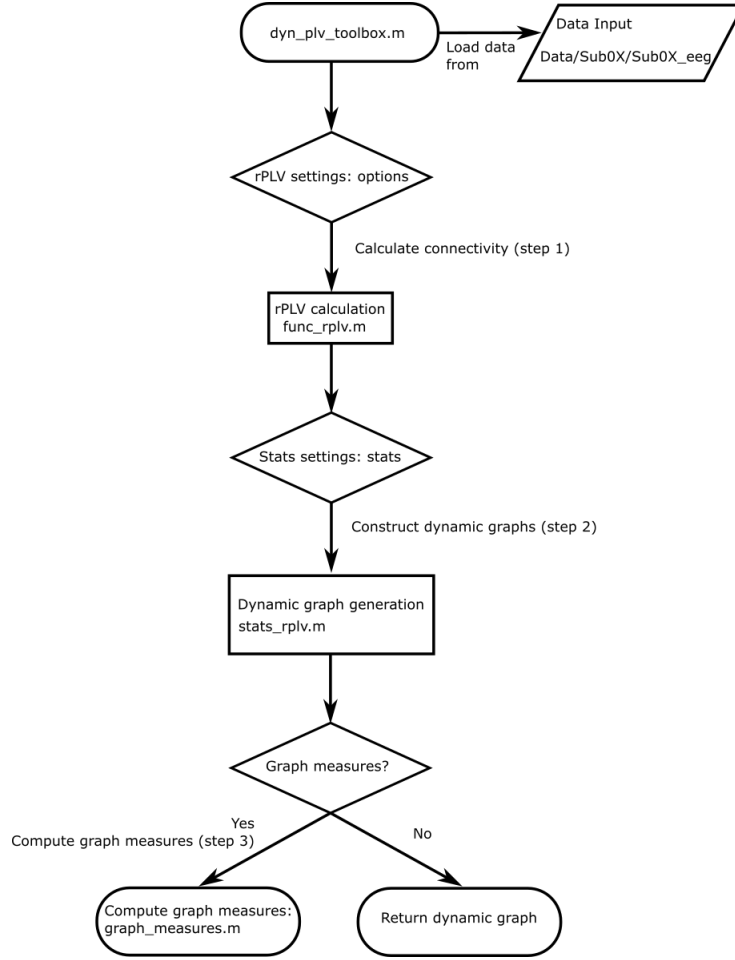 dyn_plv_toolbox.m
Load data
from
Data Input
Data/Sub0X/Sub0X_eeg
rPLV settings: options
Calculate connectivity (step 1)
rPLV calculation
func_rplv.m
Stats settings: stats
Construct dynamic graphs (step 2)
Dynamic graph generation
stats_rplv.m
Graph measures?
Yes
Compute graph measures (step 3)
No
Compute graph measures:
graph_measures.m
Return dynamic graph